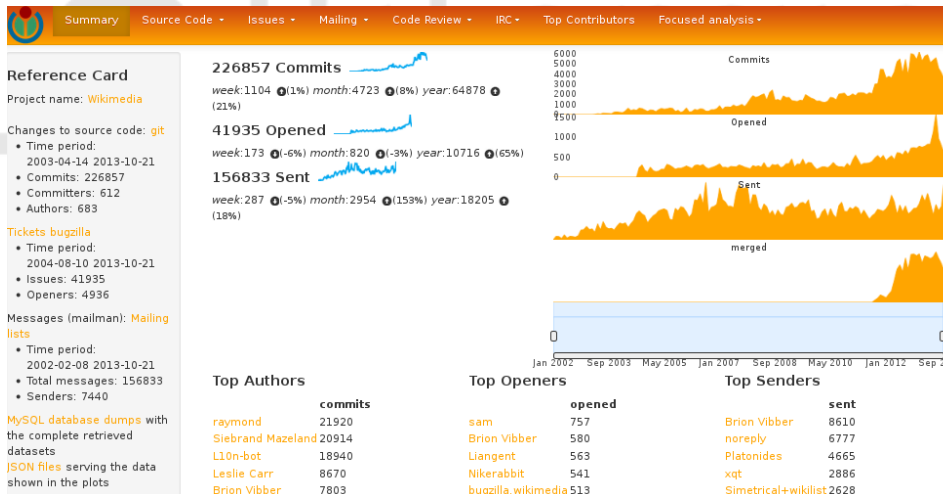 Summary Source Code Issues Mailing Code Review IRC Top Contributors Focused analysis
Reference Card
Project name: Wikimedia
Changes to source code: git
• Time period:
2003-04-14 2013-10-21
• Commits: 226857
• Committers: 612
• Authors: 683
Tickets bugzilla
• Time period:
2004-08-10 2013-10-21
• Issues: 41935
• Openers: 4936
Messages (mailman): Mailing
lists
• Time period:
2002-02-08 2013-10-21
• Total messages: 156833
• Senders: 7440
MySQL database dumps with
the complete retrieved
datasets
JSON files serving the data
shown in the plots
226857 Commits
week:1104 (1%) month:4723 (8%) year:64878
(21%)
41935 Opened
week:173 (-6%) month:820 (-3%) year:10716 (65%)
156833 Sent
week:287 (-5%) month:2954 (153%) year:18205
(18%)
Commits
6000
5000
4000
3000
2000
1000
0
Opened
1500
1000
500
0
Sent
merged
Jan 2002 Sep 2003 May 2005 Jan 2007 Sep 2008 May 2010 Jan 2012 Sep 2
Top Authors
commits
raymond 21920
Siebrand Mazeland 20914
L10n-bot 18940
Leslie Carr 8670
Brion Vibber 7803
Top Openers
opened
sam 757
Brion Vibber 580
Liangent 563
Nikerabbit 541
bugzilla.wikimedia 513
Top Senders
sent
Brion Vibber 8610
noreply 6777
Platonides 4665
xqt 2886
Simetrical+wikilist 2628